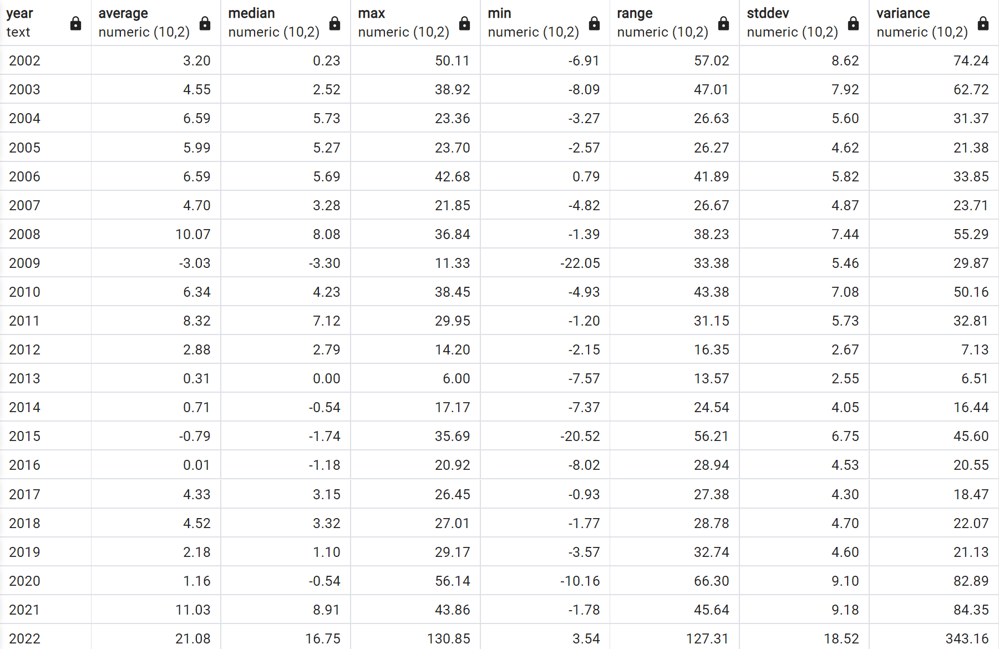 year average median max min range stddev variance
text numeric (10,2) numeric (10,2) numeric (10,2) numeric (10,2) numeric (10,2) numeric (10,2) numeric (10,2)
2002 3.20 0.23 50.11 -6.91 57.02 8.62 74.24
2003 4.55 2.52 38.92 -8.09 47.01 7.92 62.72
2004 6.59 5.73 23.36 -3.27 26.63 5.60 31.37
2005 5.99 5.27 23.70 -2.57 26.27 4.62 21.38
2006 6.59 5.69 42.68 0.79 41.89 5.82 33.85
2007 4.70 3.28 21.85 -4.82 26.67 4.87 23.71
2008 10.07 8.08 36.84 -1.39 38.23 7.44 55.29
2009 -3.03 -3.30 11.33 -22.05 33.38 5.46 29.87
2010 6.34 4.23 38.45 -4.93 43.38 7.08 50.16
2011 8.32 7.12 29.95 -1.20 31.15 5.73 32.81
2012 2.88 2.79 14.20 -2.15 16.35 2.67 7.13
2013 0.31 0.00 6.00 -7.57 13.57 2.55 6.51
2014 0.71 -0.54 17.17 -7.37 24.54 4.05 16.44
2015 -0.79 -1.74 35.69 -20.52 56.21 6.75 45.60
2016 0.01 -1.18 20.92 -8.02 28.94 4.53 20.55
2017 4.33 3.15 26.45 -0.93 27.38 4.30 18.47
2018 4.52 3.32 27.01 -1.77 28.78 4.70 22.07
2019 2.18 1.10 29.17 -3.57 32.74 4.60 21.13
2020 1.16 -0.54 56.14 -10.16 66.30 9.10 82.89
2021 11.03 8.91 43.86 -1.78 45.64 9.18 84.35
2022 21.08 16.75 130.85 3.54 127.31 18.52 343.16